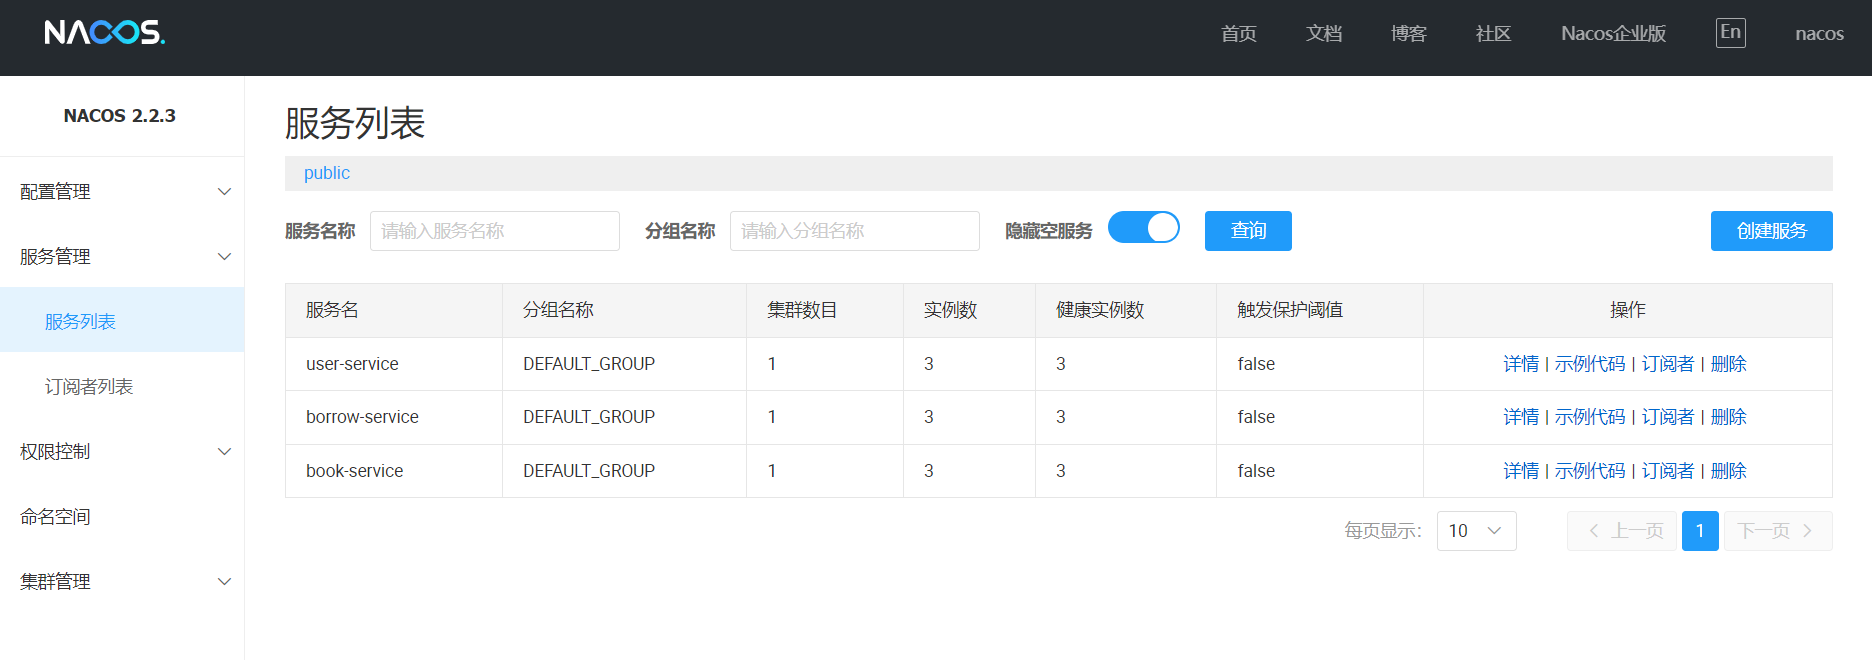 NACOS. 首页 文档 博客 社区 Nacos企业版 En nacos
NACOS 2.2.3
配置管理
服务管理
服务列表
订阅者列表
权限控制
命名空间
集群管理
服务列表
public
服务名称 请输入服务名称 分组名称 请输入分组名称 隐藏空服务 查询 创建服务
服务名 分组名称 集群数目 实例数 健康实例数 触发保护阈值 操作
user-service DEFAULT_GROUP 1 3 3 false 详情 | 示例代码 | 订阅者 | 删除
borrow-service DEFAULT_GROUP 1 3 3 false 详情 | 示例代码 | 订阅者 | 删除
book-service DEFAULT_GROUP 1 3 3 false 详情 | 示例代码 | 订阅者 | 删除
每页显示: 10 上一页 1 下一页